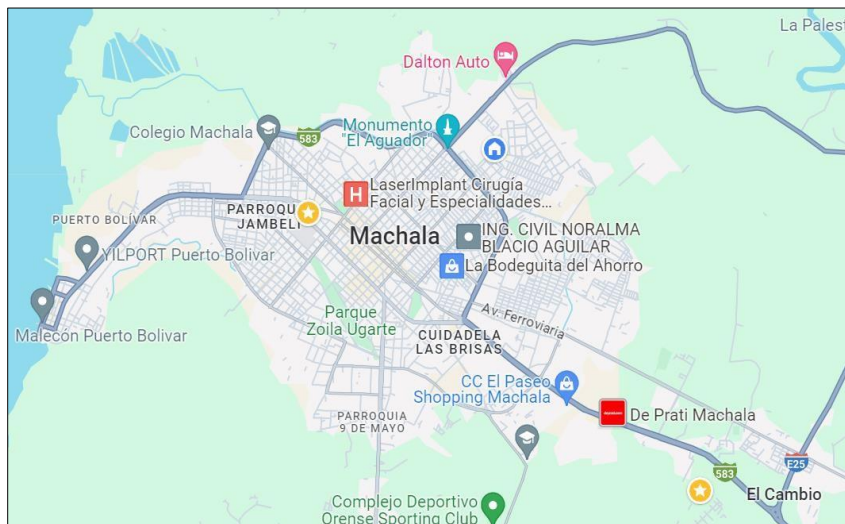 La Palest
Dalton Auto
Colegio Machala
583
Monumento
"El Aguador"
H
LaserImplant Cirugía
Facial y Especialidades...
PUERTO BOLÍVAR
PARROQU
JAMBELI
Machala
ING. CIVIL NORALMA
BLACIO AGUILAR
YILPORT Puerto Bolivar
La Bodeguita del Ahorro
Malecón Puerto Bolivar
Parque
Zoila Ugarte
Av. Ferroviaria
CUIDADELA
LAS BRISAS
CC El Paseo
Shopping Machala
De Prati Machala
PARROQUIA
9 DE MAYO
E25
583
El Cambio
Complejo Deportivo
Orense Sporting Club